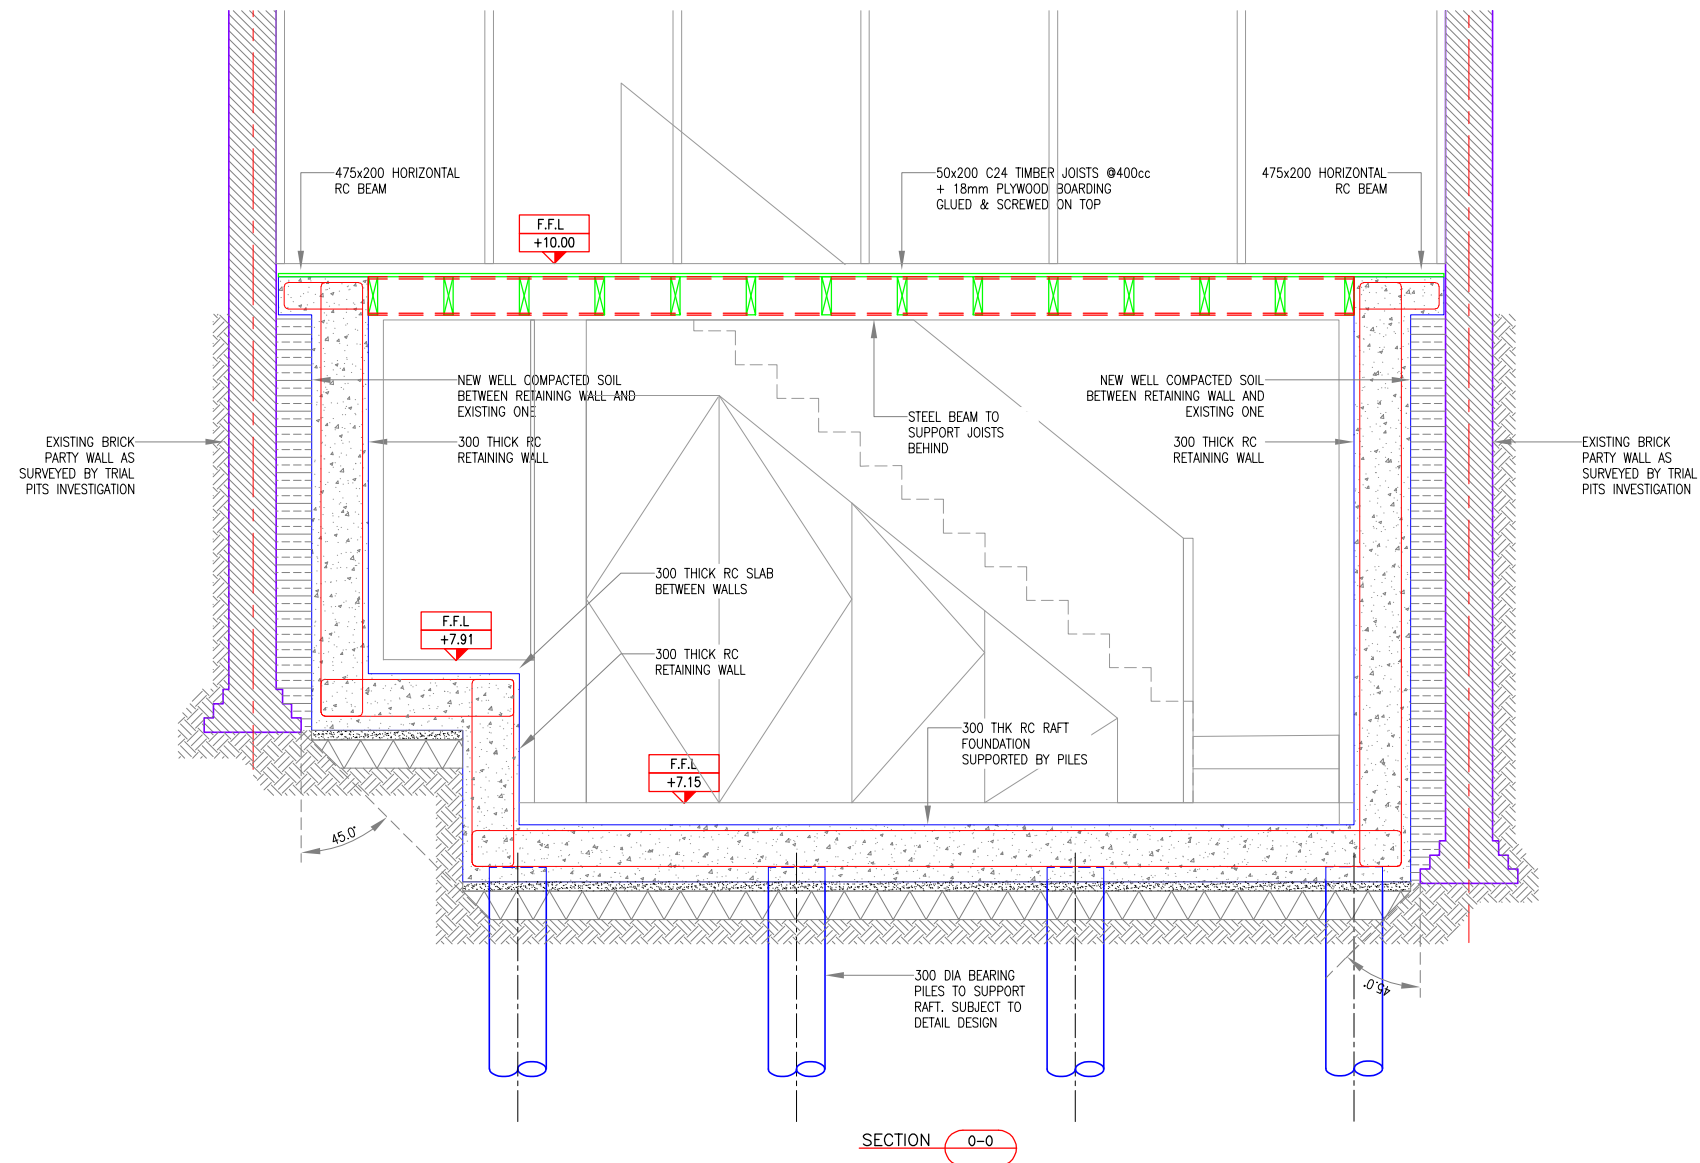 475x200 HORIZONTAL
RC BEAM
50x200 C24 TIMBER JOISTS @400cc
+ 18mm PLYWOOD BOARDING
GLUED & SCREWED ON TOP
475x200 HORIZONTAL
RC BEAM
F.F.L
+10.00
NEW WELL COMPACTED SOIL
BETWEEN RETAINING WALL AND
EXISTING ONE
NEW WELL COMPACTED SOIL
BETWEEN RETAINING WALL AND
EXISTING ONE
STEEL BEAM TO
SUPPORT JOISTS
BEHIND
EXISTING BRICK
PARTY WALL AS
SURVEYED BY TRIAL
PITS INVESTIGATION
300 THICK RC
RETAINING WALL
300 THICK RC
RETAINING WALL
EXISTING BRICK
PARTY WALL AS
SURVEYED BY TRIAL
PITS INVESTIGATION
300 THICK RC SLAB
BETWEEN WALLS
F.F.L
+7.91
300 THICK RC
RETAINING WALL
300 THK RC RAFT
FOUNDATION
SUPPORTED BY PILES
F.F.L
+7.15
45.0°
300 DIA BEARING
PILES TO SUPPORT
RAFT. SUBJECT TO
DETAIL DESIGN
45.0°
SECTION 0-0